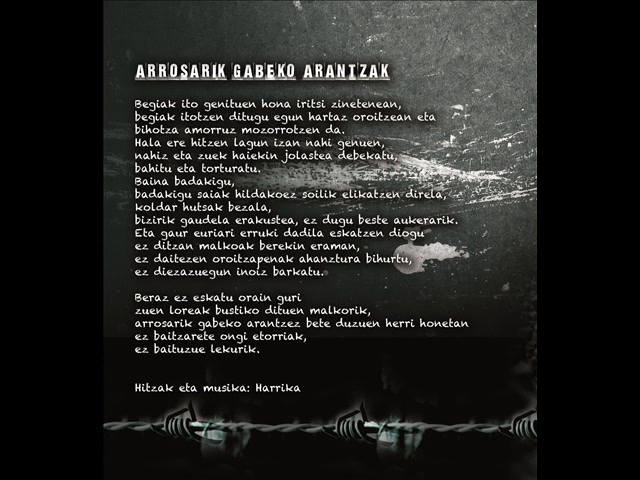 ARROSARIK GABEKO ARANTZAK
Begiak ito genituen hona iritsi zinetenean,
begiak itotzen ditugu egun hartaz oroitzean eta
bihotza amorruz mozorrotzen da.
Hala ere hitzen lagun izan nahi genuen,
nahiz eta zuek haiekin jolastea debekatu,
bahitu eta torturatu.
Baina badakigu,
badakigu saiak hildakoez soilik elikatzen direla,
koldar hutsak bezala,
bizirik gaudela erakustea, ez dugu beste aukerarik.
Eta gaur euriari erruki dadila eskatzen diogu
ez ditzan malkoak berekin eraman,
ez daitezen oroitzapenak ahanztura bihurtu,
ez diezazuegun inoiz barkatu.
Beraz ez eskatu orain guri
zuen loreak bustiko dituen malkorik,
arrosarik gabeko arantzez bete duzuen herri honetan
ez baitzarete ongi etorriak,
ez baituzue lekurik.
Hitzak eta musika: Harrika